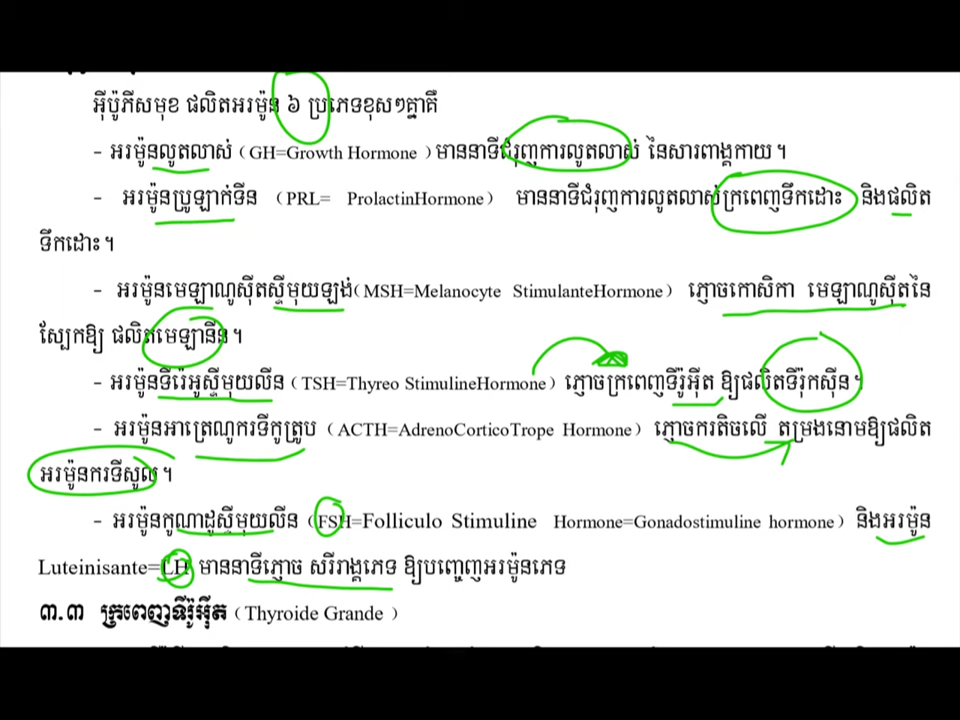 អ៊ីប៉ូភីសមុខ ផលិតអរម៉ូន ៦ ប្រភេទខុសៗគ្នាគឺ
- អរម៉ូនលូតលាស់ (GH=Growth Hormone )មាននាទីជំរុញការលូតលាស់ នៃសារពាង្គកាយ។
- អរម៉ូនប្រូឡាក់ទីន (PRL= ProlactinHormone) មាននាទីជំរុញការលូតលាស់ក្រពេញទឹកដោះ និងផលិត
ទឹកដោះ។
- អរម៉ូនមេឡាណូស៊ីតស្ទីមុយឡង់(MSH=Melanocyte StimulanteHormone) ភ្ញោចកោសិកា មេឡាណូស៊ីតនៃ
ស្បែកឱ្យ ផលិតមេឡានីន។
- អរម៉ូនទីរ៉េអូស្ទីមុយលីន (TSH=Thyreo StimulineHormone) ភ្ញោចក្រពេញទីរ៉ូអ៊ីត ឱ្យផលិតទីរ៉ុកស៊ីន។
- អរម៉ូនអាត្រេណូករទីកូត្រូប (ACTH=AdrenoCorticoTrope Hormone) ភ្ញោចករតិចលើ តម្រងនោមឱ្យផលិត
អរម៉ូនករទីសូល។
- អរម៉ូនកូណាដូស្ទីមុយលីន (FSH=Folliculo Stimuline Hormone=Gonadostimuline hormone) និងអរម៉ូន
Luteinisante=LH មាននាទីភ្ញោច សរីរាង្គភេទ ឱ្យបញ្ចេញអរម៉ូនភេទ
៣.៣ ក្រពេញទីរ៉ូអ៊ីត (Thyroide Grande )